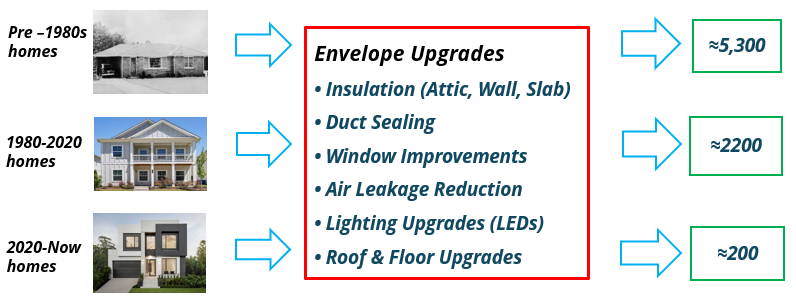 Pre –1980s
homes
Envelope Upgrades
• Insulation (Attic, Wall, Slab)
• Duct Sealing
• Window Improvements
• Air Leakage Reduction
• Lighting Upgrades (LEDs)
• Roof & Floor Upgrades
≈5,300
1980-2020
homes
≈2200
2020-Now
homes
≈200